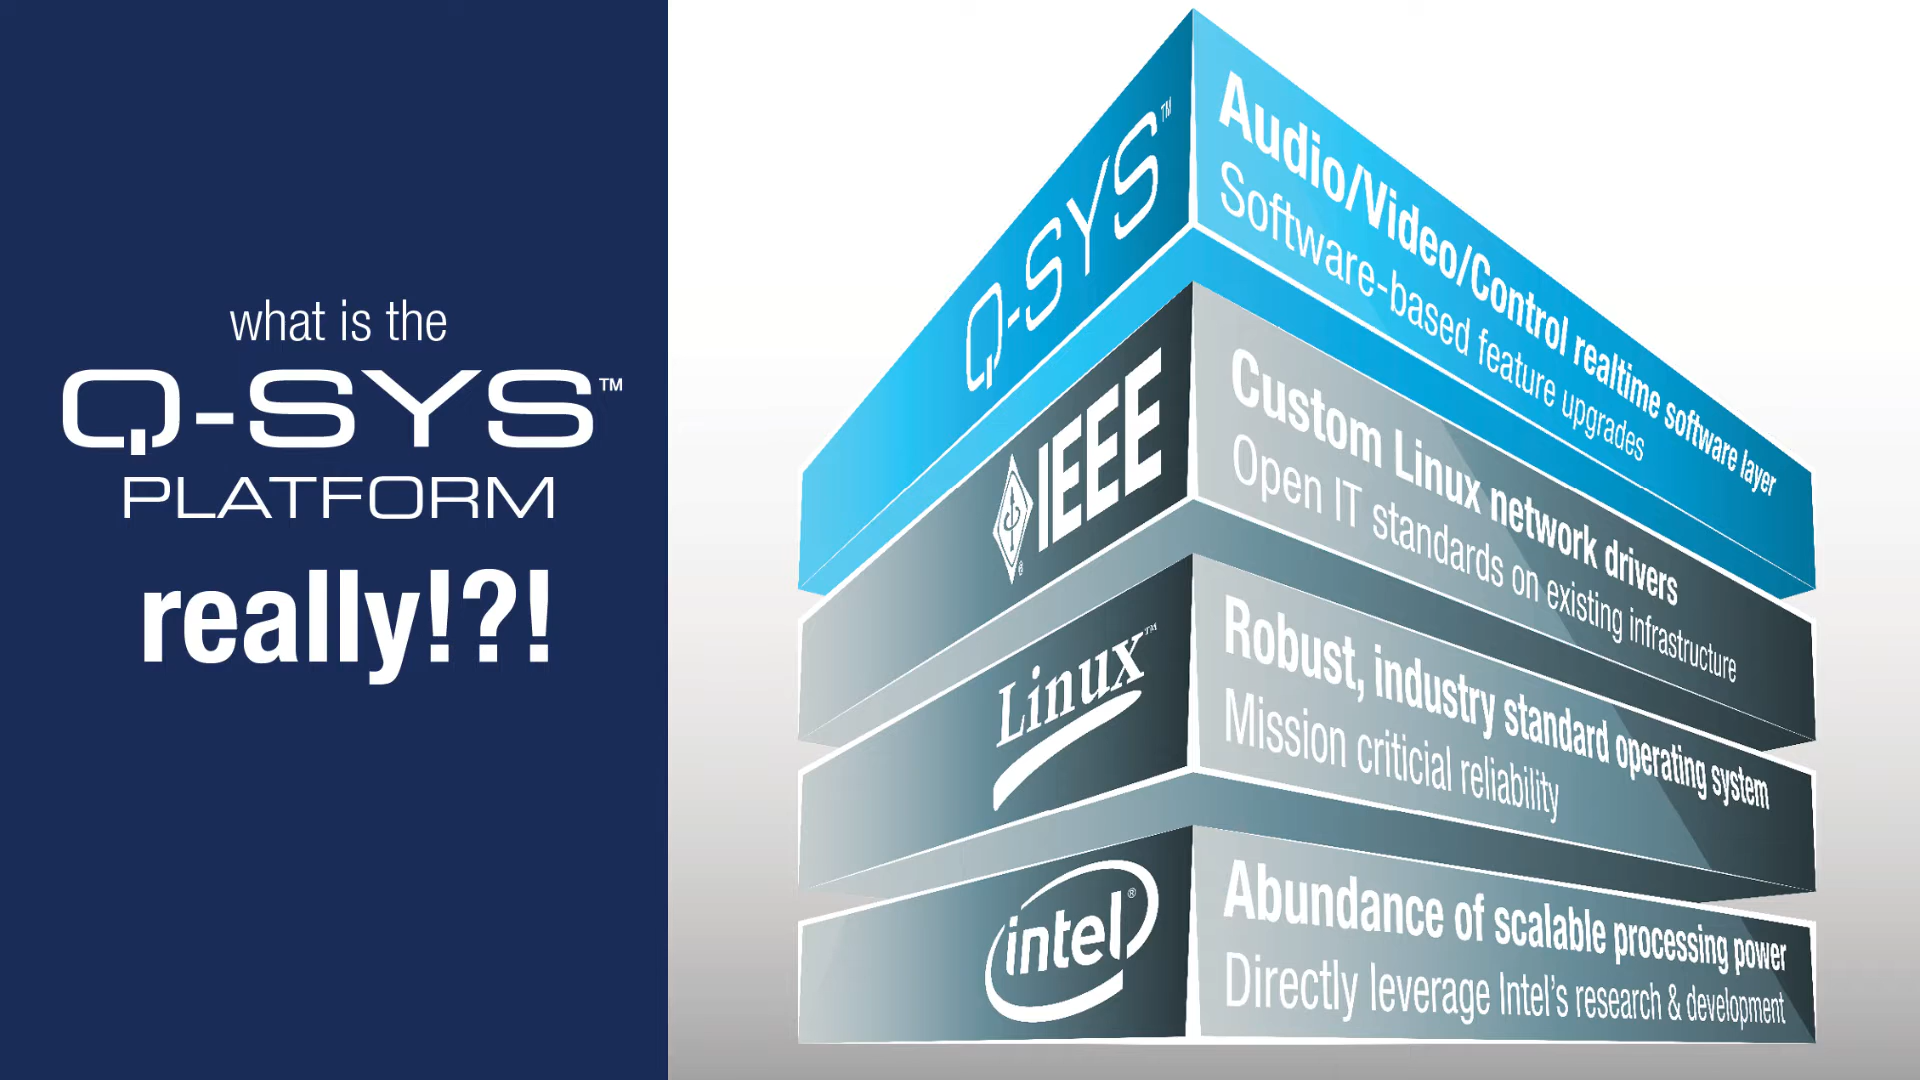 what is the
Q-SYS™
PLATFORM
really!?!
Q-SYS™
Audio/Video/Control realtime software layer
Software-based feature upgrades
IEEE®
Custom Linux network drivers
Open IT standards on existing infrastructure
Linux™
Robust, industry standard operating system
Mission criticial reliability
intel®
Abundance of scalable processing power
Directly leverage Intel's research & development